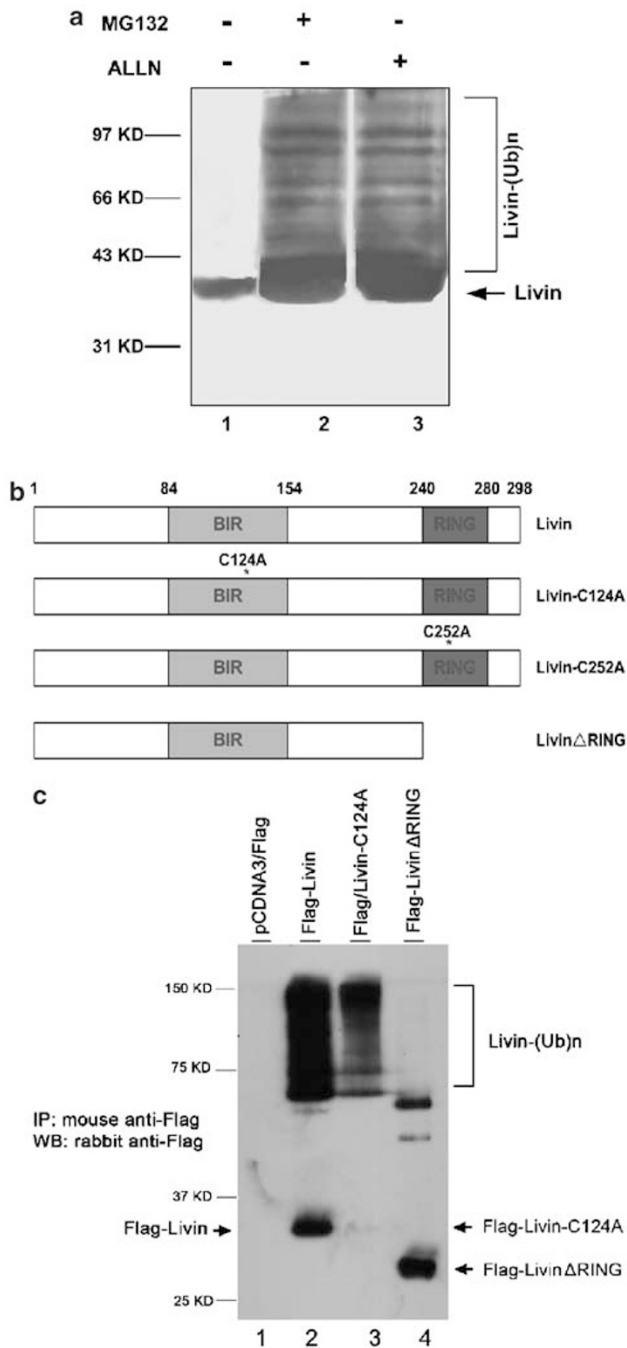 a
MG132 - + -
ALLN - - +
97 KD
66 KD
43 KD
31 KD
Livin-(Ub)n
Livin
1 2 3
b
1 84 154 240 280 298
BIR RING Livin
C124A
*
BIR RING Livin-C124A
C252A
*
BIR RING Livin-C252A
BIR Livin△RING
c
pCDNA3/Flag
Flag-Livin
Flag/Livin-C124A
Flag-Livin ΔRING
150 KD
75 KD
Livin-(Ub)n
IP: mouse anti-Flag
WB: rabbit anti-Flag
37 KD
Flag-Livin
Flag-Livin-C124A
Flag-Livin ΔRING
25 KD
1 2 3 4